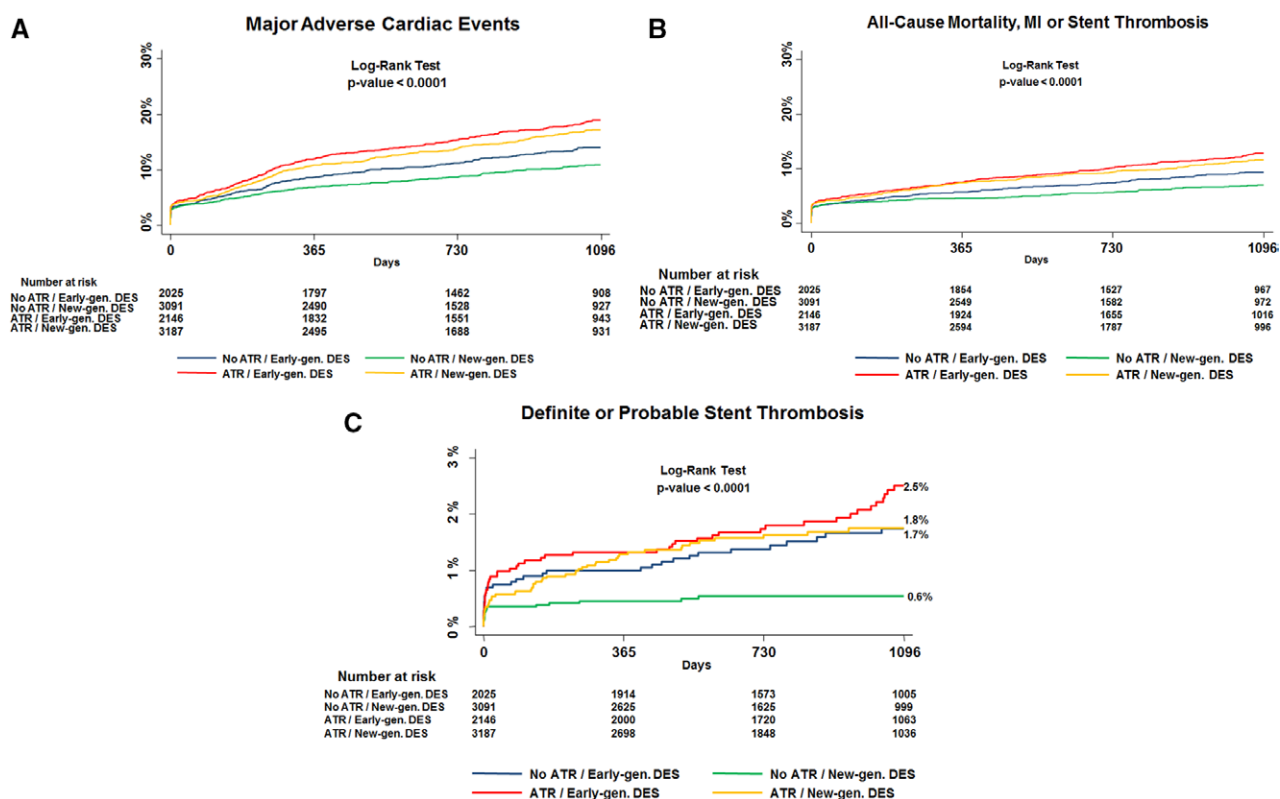 A
Major Adverse Cardiac Events
30%
20%
10%
0%
Log-Rank Test
p-value < 0.0001
0 365 730 1096
Days
Number at risk
No ATR / Early-gen. DES 2025 1797 1462 908
No ATR / New-gen. DES 3091 2490 1528 927
ATR / Early-gen. DES 2146 1832 1551 943
ATR / New-gen. DES 3187 2495 1688 931
No ATR / Early-gen. DES No ATR / New-gen. DES
ATR / Early-gen. DES ATR / New-gen. DES
B
All-Cause Mortality, MI or Stent Thrombosis
30%
20%
10%
0%
Log-Rank Test
p-value < 0.0001
0 365 730 1096
Days
Number at risk
No ATR / Early-gen. DES 2025 1854 1527 967
No ATR / New-gen. DES 3091 2549 1582 972
ATR / Early-gen. DES 2146 1924 1655 1016
ATR / New-gen. DES 3187 2594 1787 996
No ATR / Early-gen. DES No ATR / New-gen. DES
ATR / Early-gen. DES ATR / New-gen. DES
C
Definite or Probable Stent Thrombosis
3 %
2 %
1 %
0 %
Log-Rank Test
p-value < 0.0001
2.5%
1.8%
1.7%
0.6%
0 365 730 1096
Days
Number at risk
No ATR / Early-gen. DES 2025 1914 1573 1005
No ATR / New-gen. DES 3091 2625 1625 999
ATR / Early-gen. DES 2146 2000 1720 1063
ATR / New-gen. DES 3187 2698 1848 1036
No ATR / Early-gen. DES No ATR / New-gen. DES
ATR / Early-gen. DES ATR / New-gen. DES